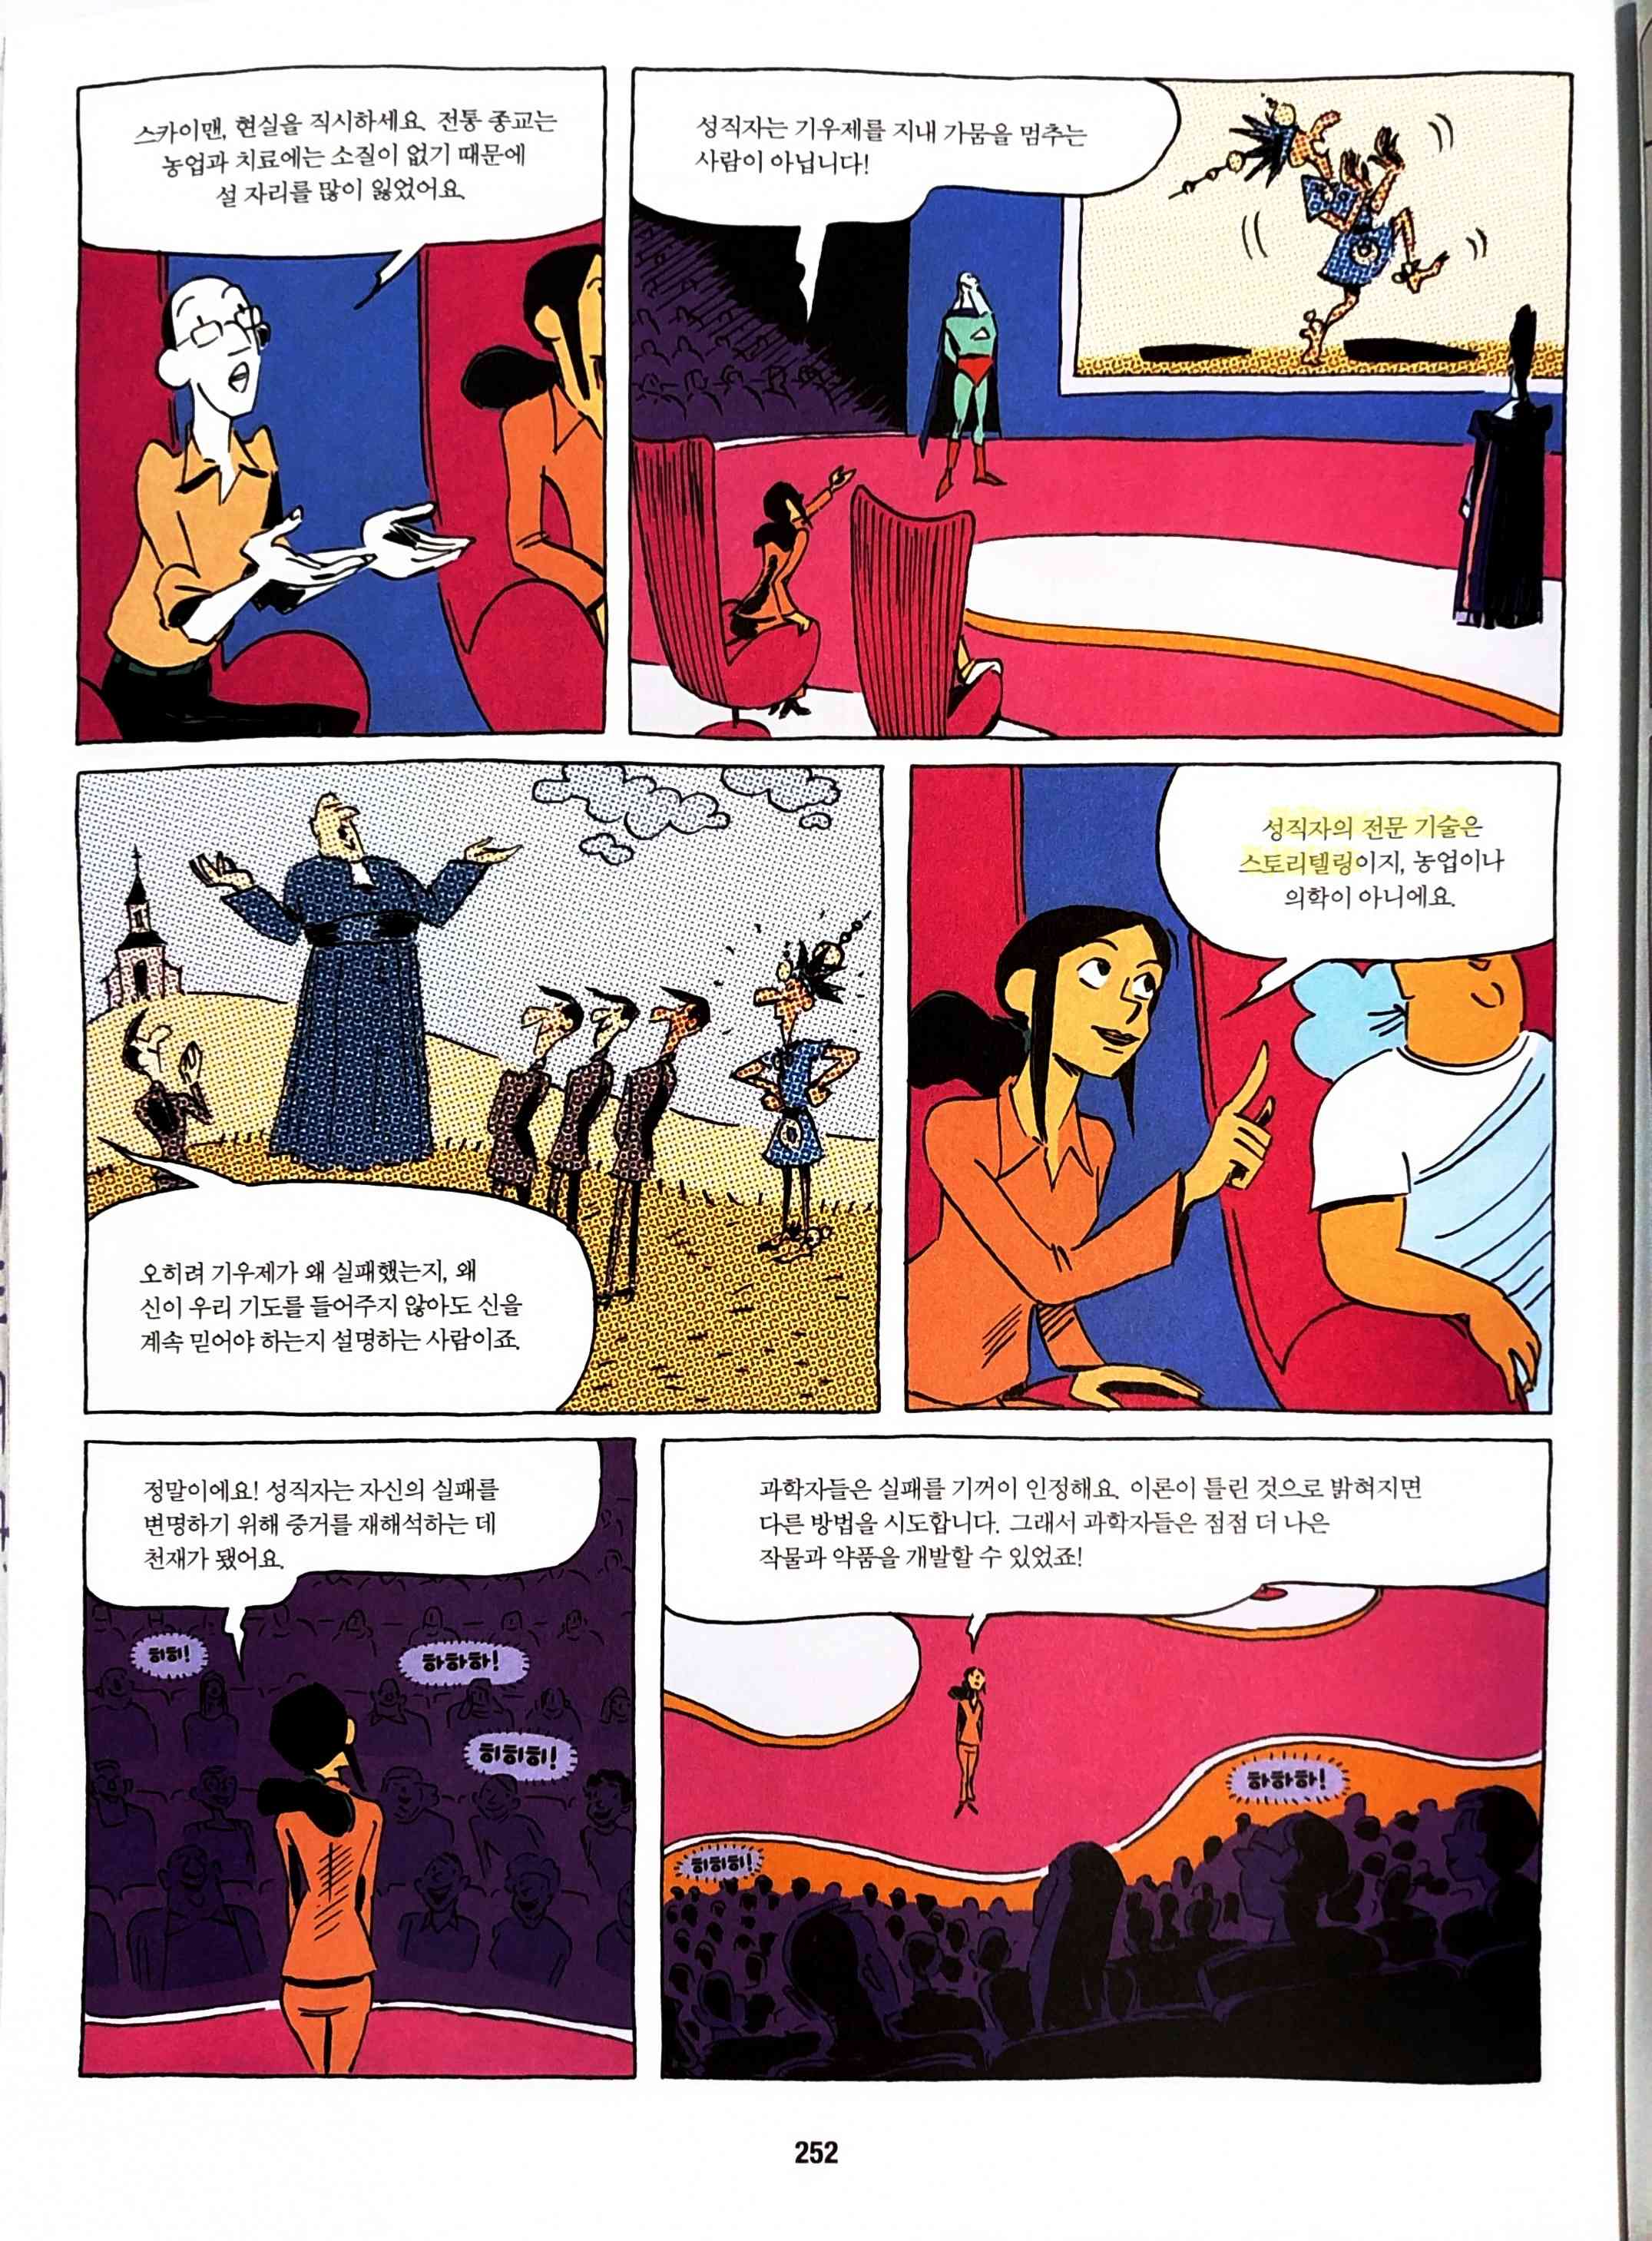 스카이맨, 현실을 직시하세요. 전통 종교는
농업과 치료에는 소질이 없기 때문에
설 자리를 많이 잃었어요.
성직자는 기우제를 지내 가뭄을 멈추는
사람이 아닙니다!
오히려 기우제가 왜 실패했는지, 왜
신이 우리 기도를 들어주지 않아도 신을
계속 믿어야 하는지 설명하는 사람이죠.
성직자의 전문 기술은
스토리텔링이지, 농업이나
의학이 아니에요.
정말이에요! 성직자는 자신의 실패를
변명하기 위해 증거를 재해석하는 데
천재가 됐어요.
히히!
하하하!
히히히!
과학자들은 실패를 기꺼이 인정해요. 이론이 틀린 것으로 밝혀지면
다른 방법을 시도합니다. 그래서 과학자들은 점점 더 나은
작물과 약품을 개발할 수 있었죠!
하하하!
히히히!
252